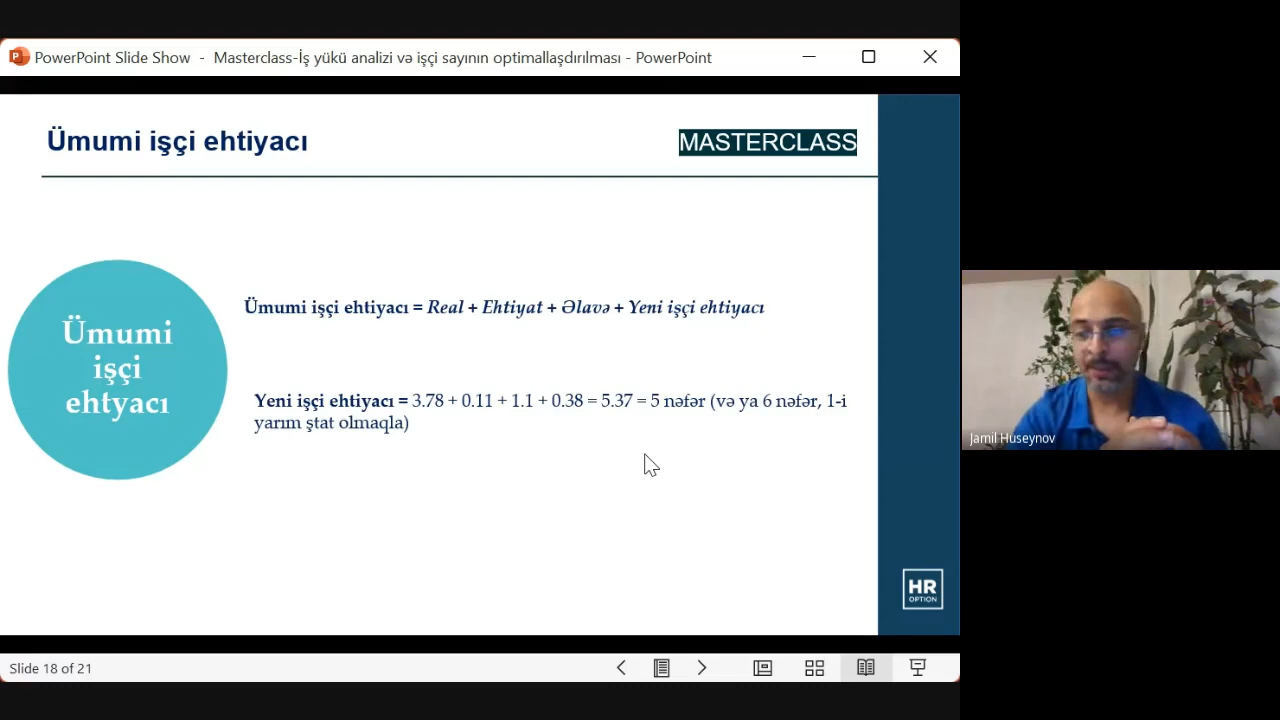 PowerPoint Slide Show - Masterclass-İş yükü analizi və işçi sayının optimallaşdırılması - PowerPoint
Ümumi işçi ehtiyacı
MASTERCLASS
Ümumi
işçi
ehtyacı
Ümumi işçi ehtiyacı = Real + Ehtiyat + Əlavə + Yeni işçi ehtiyacı
Yeni işçi ehtiyacı = 3.78 + 0.11 + 1.1 + 0.38 = 5.37 = 5 nəfər (və ya 6 nəfər, 1-i
yarım ştat olmaqla)
Jamil Huseynov
HR
OPTION
Slide 18 of 21